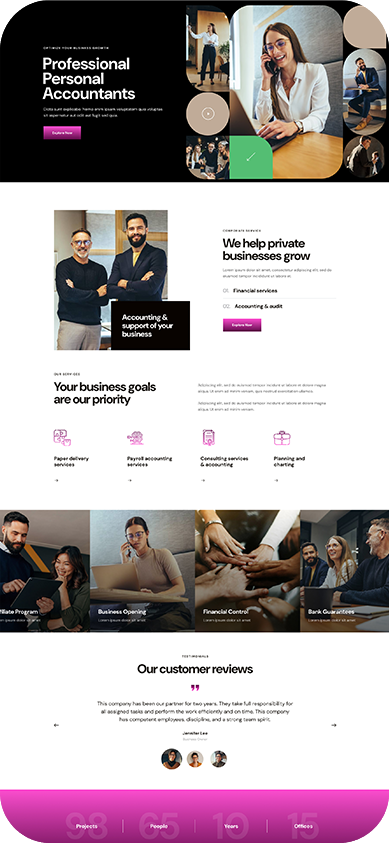 OPTIMIZE YOUR BUSINESS GROWTH
Professional
Personal
Accountants
Dicta sunt explicabo. Nemo enim ipsam voluptatem quia voluptas
sit aspernatur aut odit aut fugit sed quia.
Explore Now
CORPORATE SERVICE
We help private
businesses grow
Lorem ipsum dolor sit amet, consectetur adipiscing elit, sed do
eiusmod tempor incididunt ut labore et.
01. Financial services
02. Accounting & audit
Explore Now
Accounting &
support of your
business
OUR SERVICES
Your business goals
are our priority
Adipiscing elit, sed do eiusmod tempor incididunt ut labore et dolore magna
aliqua. Ut enim ad minim veniam, quis nostrud exercitation ullamco.
Adipiscing elit, sed do eiusmod tempor incididunt ut labore et dolore magna
aliqua. Ut enim ad minim veniam.
Paper delivery
services
Payroll accounting
services
Consulting services
& accounting
Planning and
charting
filiate Program
Business Opening
Lorem ipsum dolor sit amet
Financial Control
Lorem ipsum dolor sit amet
Bank Guarantees
Lorem ipsum dolor sit amet
TESTIMONIALS
Our customer reviews
This company has been our partner for two years. They take full responsibility for
all assigned tasks and perform the work efficiently and on time. This company
has competent employees, discipline, and a strong team spirit.
Jennifer Lee
Business Owner
98 65 10 15
Projects People Years Offices